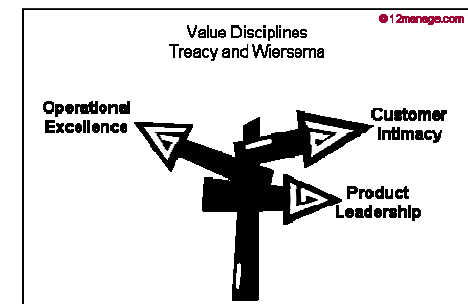 ©12manage.com
Value Disciplines
Treacy and Wiersema
Operational
Excellence
Customer
Intimacy
Product
Leadership